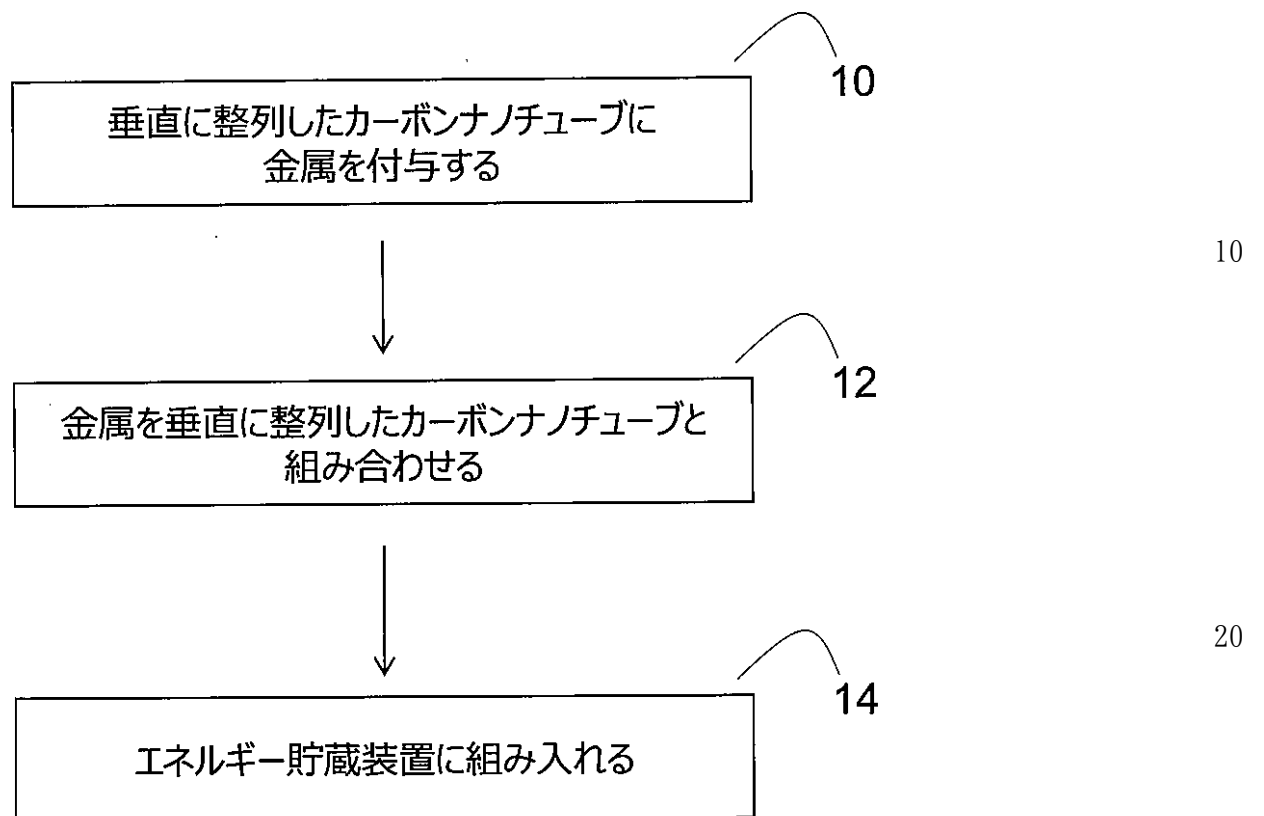 10
垂直に整列したカーボンナノチューブに
金属を付与する
10
12
金属を垂直に整列したカーボンナノチューブと
組み合わせる
20
14
エネルギー貯蔵装置に組み入れる